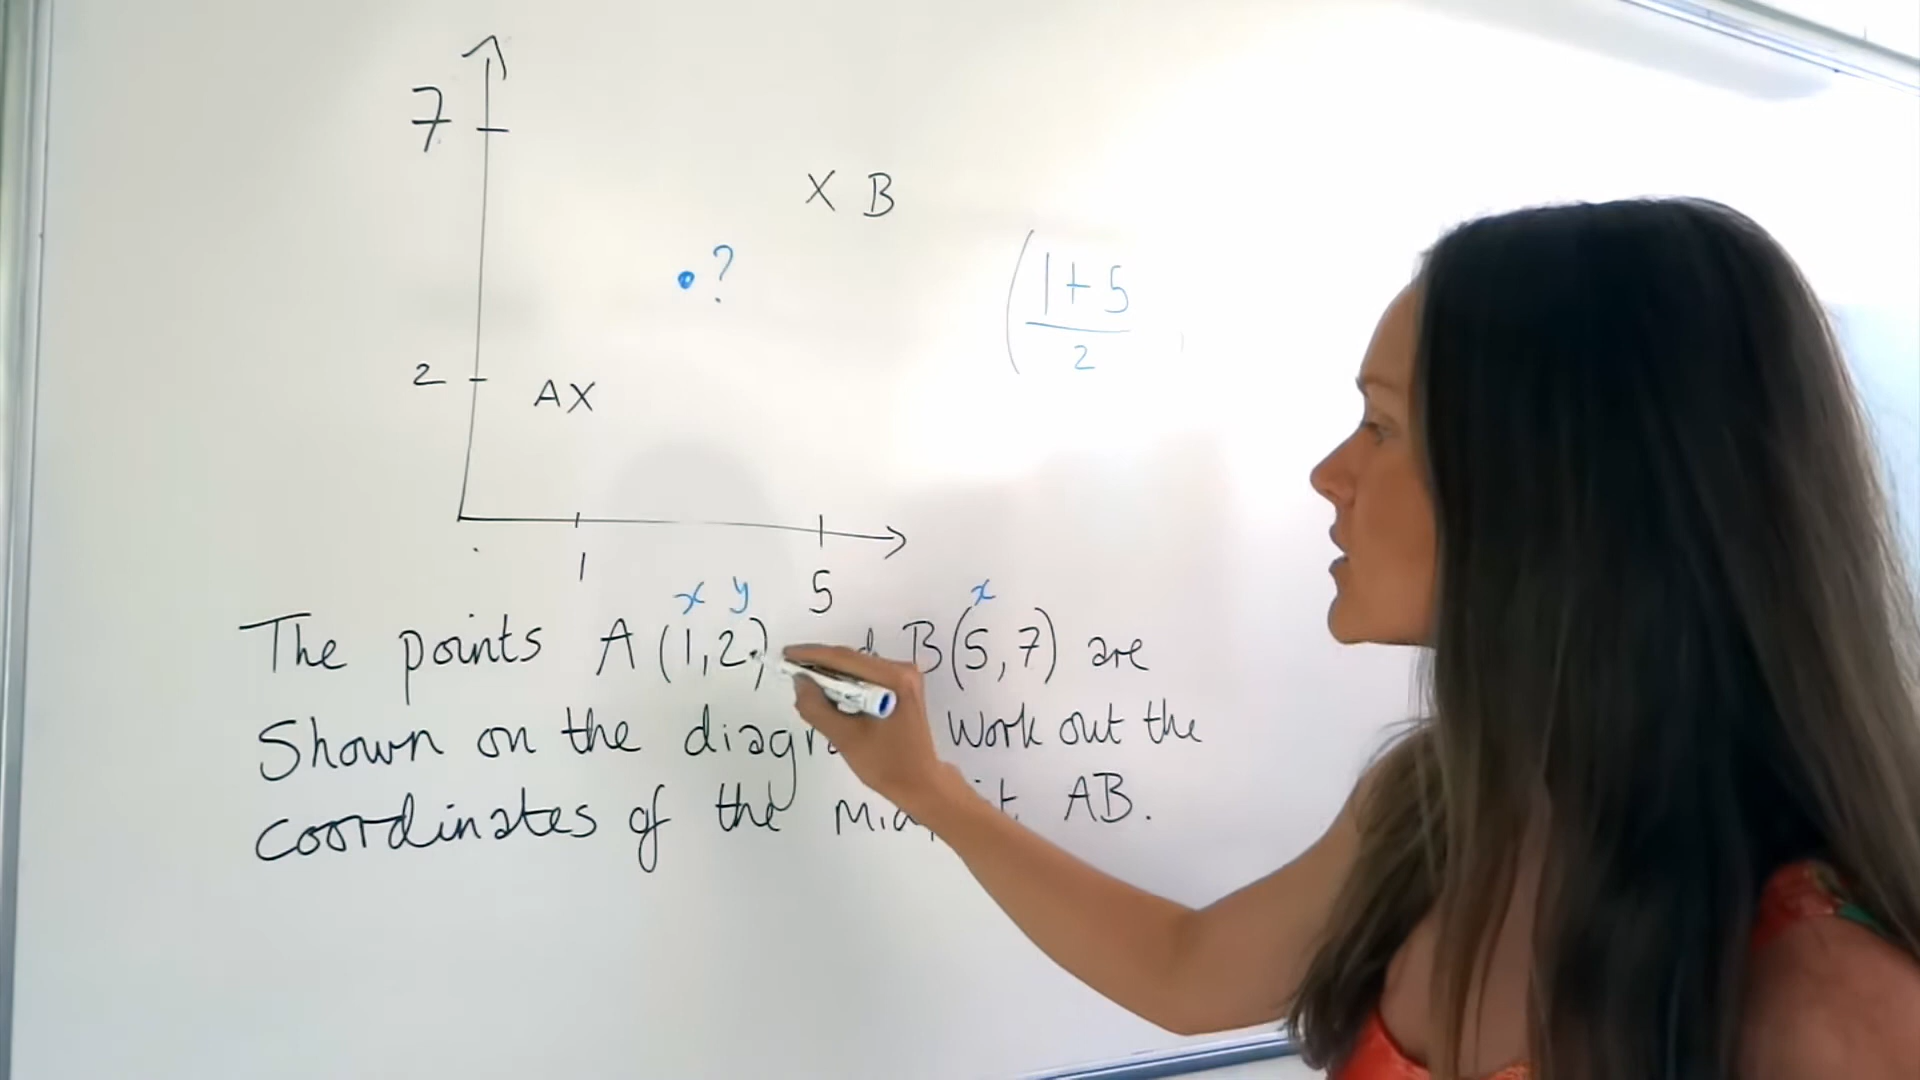 7
X B
?
(1+5
2
2
AX
1
5
x y
x
The points A (1,2) B(5,7) are
Shown on the Work out the
coordinates of the AB.